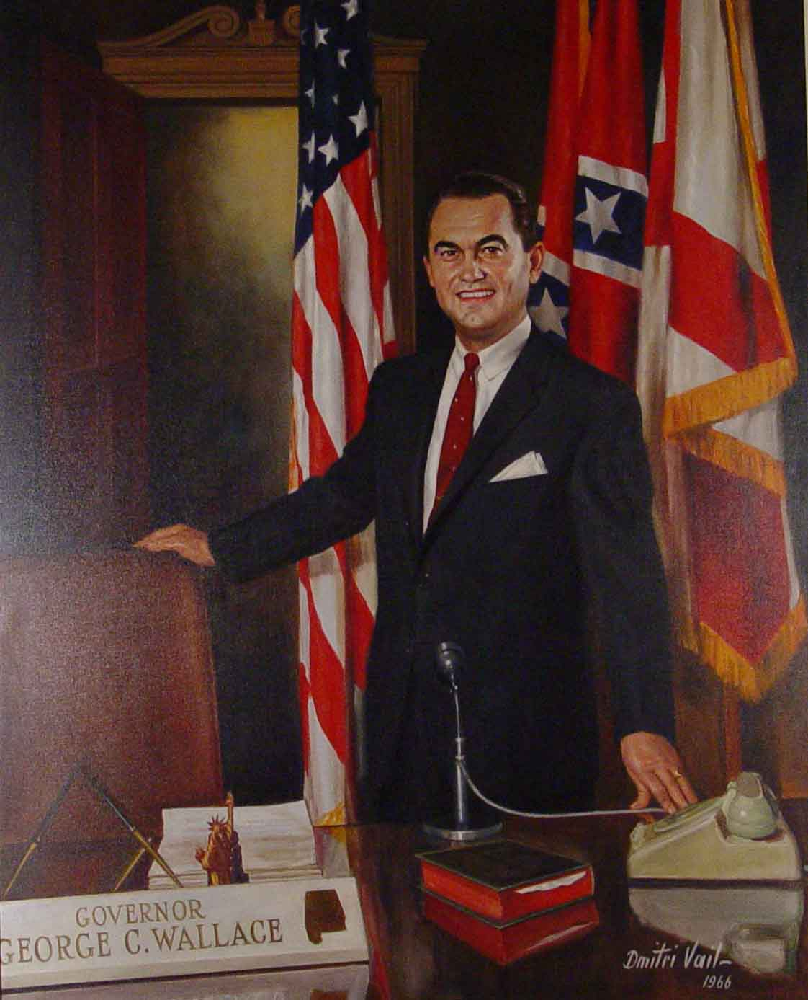 GOVERNOR
GEORGE C. WALLACE
Dmitri Vail
1966